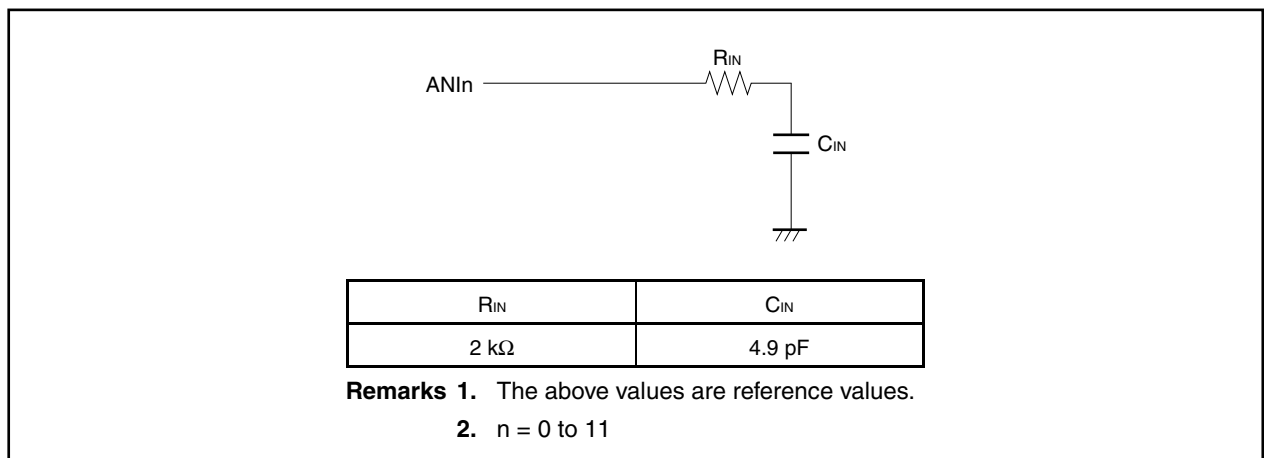 RIN
ANIn
CIN
RIN CIN
2 kΩ 4.9 pF
Remarks 1. The above values are reference values.
2. n = 0 to 11